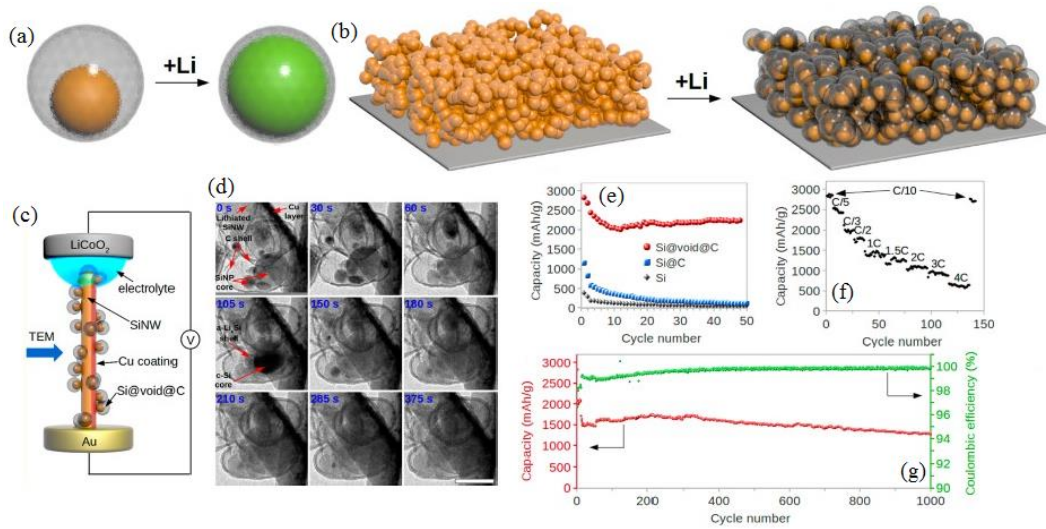 (a)
+Li
(b)
+Li
(c)
LiCoO2
electrolyte
SiNW
TEM
V
Cu coating
Si@void@C
Au
(d)
0 s
Cu
layer
Lithiated
SiNW
C shell
SiNP
core
30 s
60 s
105 s
a-LixSi
shell
c-Si
core
150 s
180 s
210 s
285 s
375 s
(e)
Capacity (mAh/g)
3000
2500
2000
1500
1000
500
0
Si@void@C
Si@C
Si
0 10 20 30 40 50
Cycle number
(f)
Capacity (mAh/g)
3000
2500
2000
1500
1000
500
0
C/10
C/5
C/3
C/2
1C
1.5C
2C
3C
4C
0 50 100 150
Cycle number
(g)
Capacity (mAh/g)
3000
2500
2000
1500
1000
500
0
100
98
96
94
92
90
Coulombic efficiency (%)
0 200 400 600 800 1000
Cycle number